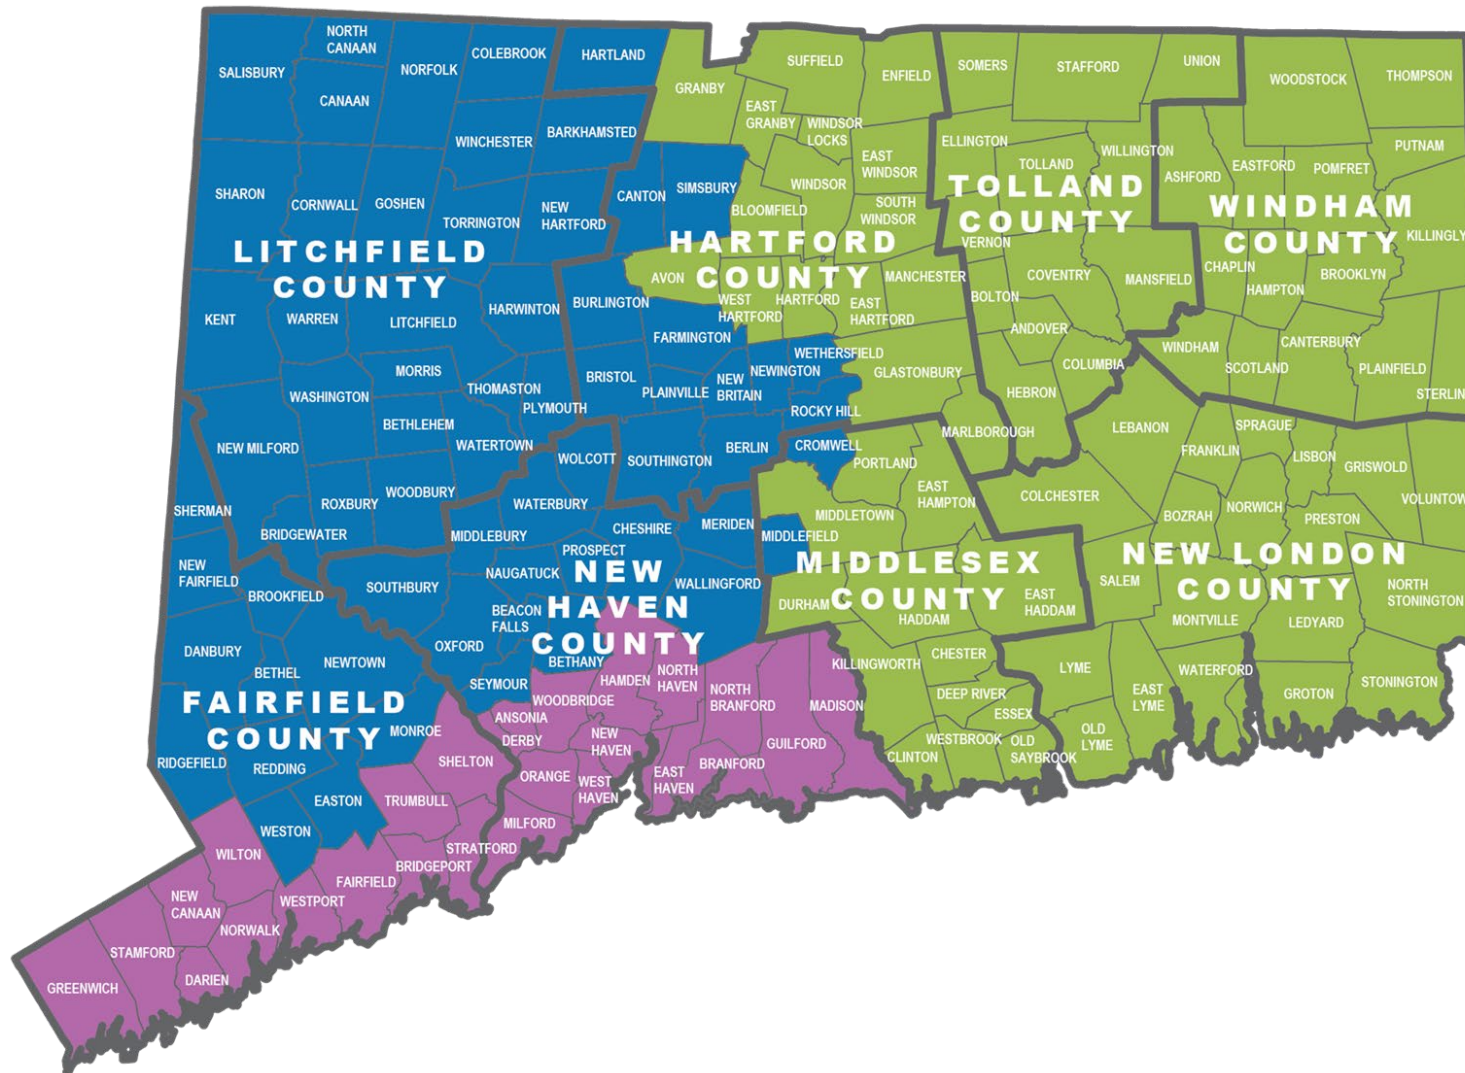 NORTH
CANAAN
COLEBROOK
HARTLAND
SALISBURY
NORFOLK
CANAAN
SUFFIELD
ENFIELD
SOMERS
STAFFORD
UNION
WOODSTOCK
THOMPSON
GRANBY
EAST
GRANBY
WINDSOR
LOCKS
WINCHESTER
BARKHAMSTED
EAST
WINDSOR
ELLINGTON
TOLLAND
WILLINGTON
ASHFORD
EASTFORD
POMFRET
PUTNAM
SHARON
CORNWALL
GOSHEN
TORRINGTON
NEW
HARTFORD
CANTON
SIMSBURY
BLOOMFIELD
WINDSOR
SOUTH
WINDSOR
TOLLAND
COUNTY
WINDHAM
COUNTY
LITCHFIELD
COUNTY
HARTFORD
COUNTY
VERNON
KILLINGLY
AVON
WEST
HARTFORD
HARTFORD
EAST
HARTFORD
MANCHESTER
BOLTON
COVENTRY
MANSFIELD
CHAPLIN
HAMPTON
BROOKLYN
KENT
WARREN
LITCHFIELD
HARWINTON
BURLINGTON
FARMINGTON
ANDOVER
WINDHAM
SCOTLAND
CANTERBURY
PLAINFIELD
STERLIN
MORRIS
WASHINGTON
THOMASTON
PLYMOUTH
BRISTOL
PLAINVILLE
NEW
BRITAIN
NEWINGTON
WETHERSFIELD
ROCKY HILL
GLASTONBURY
HEBRON
COLUMBIA
NEW MILFORD
BETHLEHEM
WATERTOWN
WOLCOTT
SOUTHINGTON
BERLIN
CROMWELL
PORTLAND
MARLBOROUGH
LEBANON
FRANKLIN
SPRAGUE
LISBON
GRISWOLD
VOLUNTOW
SHERMAN
ROXBURY
WOODBURY
BRIDGEWATER
MIDDLEBURY
WATERBURY
CHESHIRE
MERIDEN
MIDDLEFIELD
MIDDLETOWN
EAST
HAMPTON
COLCHESTER
BOZRAH
NORWICH
PRESTON
NEW
FAIRFIELD
BROOKFIELD
SOUTHBURY
NAUGATUCK
PROSPECT
WALLINGFORD
NEW
HAVEN
COUNTY
MIDDLESEX
COUNTY
NEW LONDON
COUNTY
BEACON
FALLS
DURHAM
HADDAM
EAST
HADDAM
SALEM
MONTVILLE
LEDYARD
NORTH
STONINGTON
DANBURY
BETHEL
NEWTOWN
OXFORD
SEYMOUR
BETHANY
WOODBRIDGE
HAMDEN
NORTH
HAVEN
NORTH
BRANFORD
MADISON
KILLINGWORTH
CHESTER
DEEP RIVER
ESSEX
LYME
EAST
LYME
WATERFORD
GROTON
STONINGTON
FAIRFIELD
COUNTY
MONROE
ANSONIA
DERBY
NEW
HAVEN
GUILFORD
BRANFORD
EAST
HAVEN
CLINTON
WESTBROOK
OLD
SAYBROOK
OLD
LYME
RIDGEFIELD
REDDING
SHELTON
ORANGE
WEST
HAVEN
EASTON
TRUMBULL
MILFORD
WESTON
WILTON
STRATFORD
BRIDGEPORT
FAIRFIELD
WESTPORT
NEW
CANAAN
NORWALK
STAMFORD
DARIEN
GREENWICH